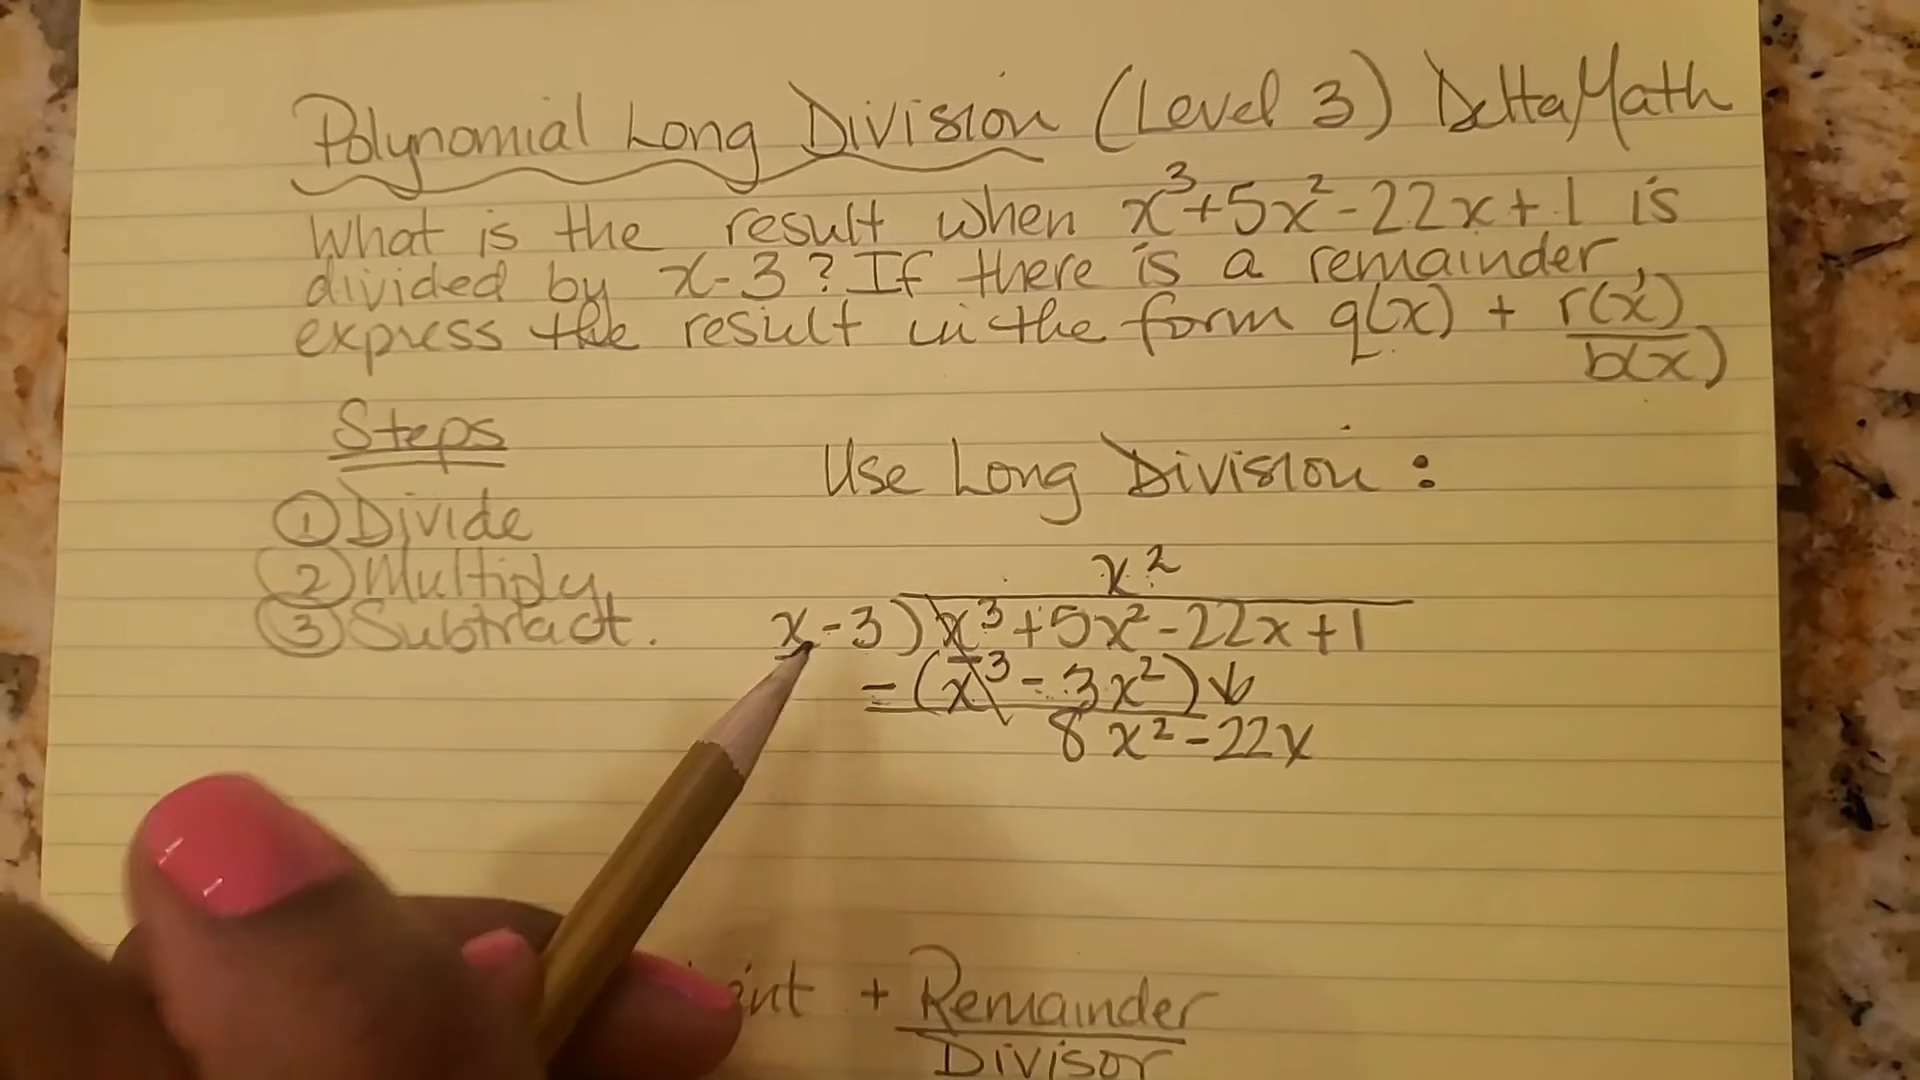 Polynomial Long Division (Level 3) DeltaMath
What is the result when x³+5x²-22x+1 is
divided by x-3? If there is a remainder,
express the result in the form q(x) + r(x)/b(x)
Steps
① Divide
② Multiply
③ Subtract.
Use Long Division:
x²
x-3)x³+5x²-22x+1
-(x³-3x²)↓
8x²-22x
+ Remainder
Divisor